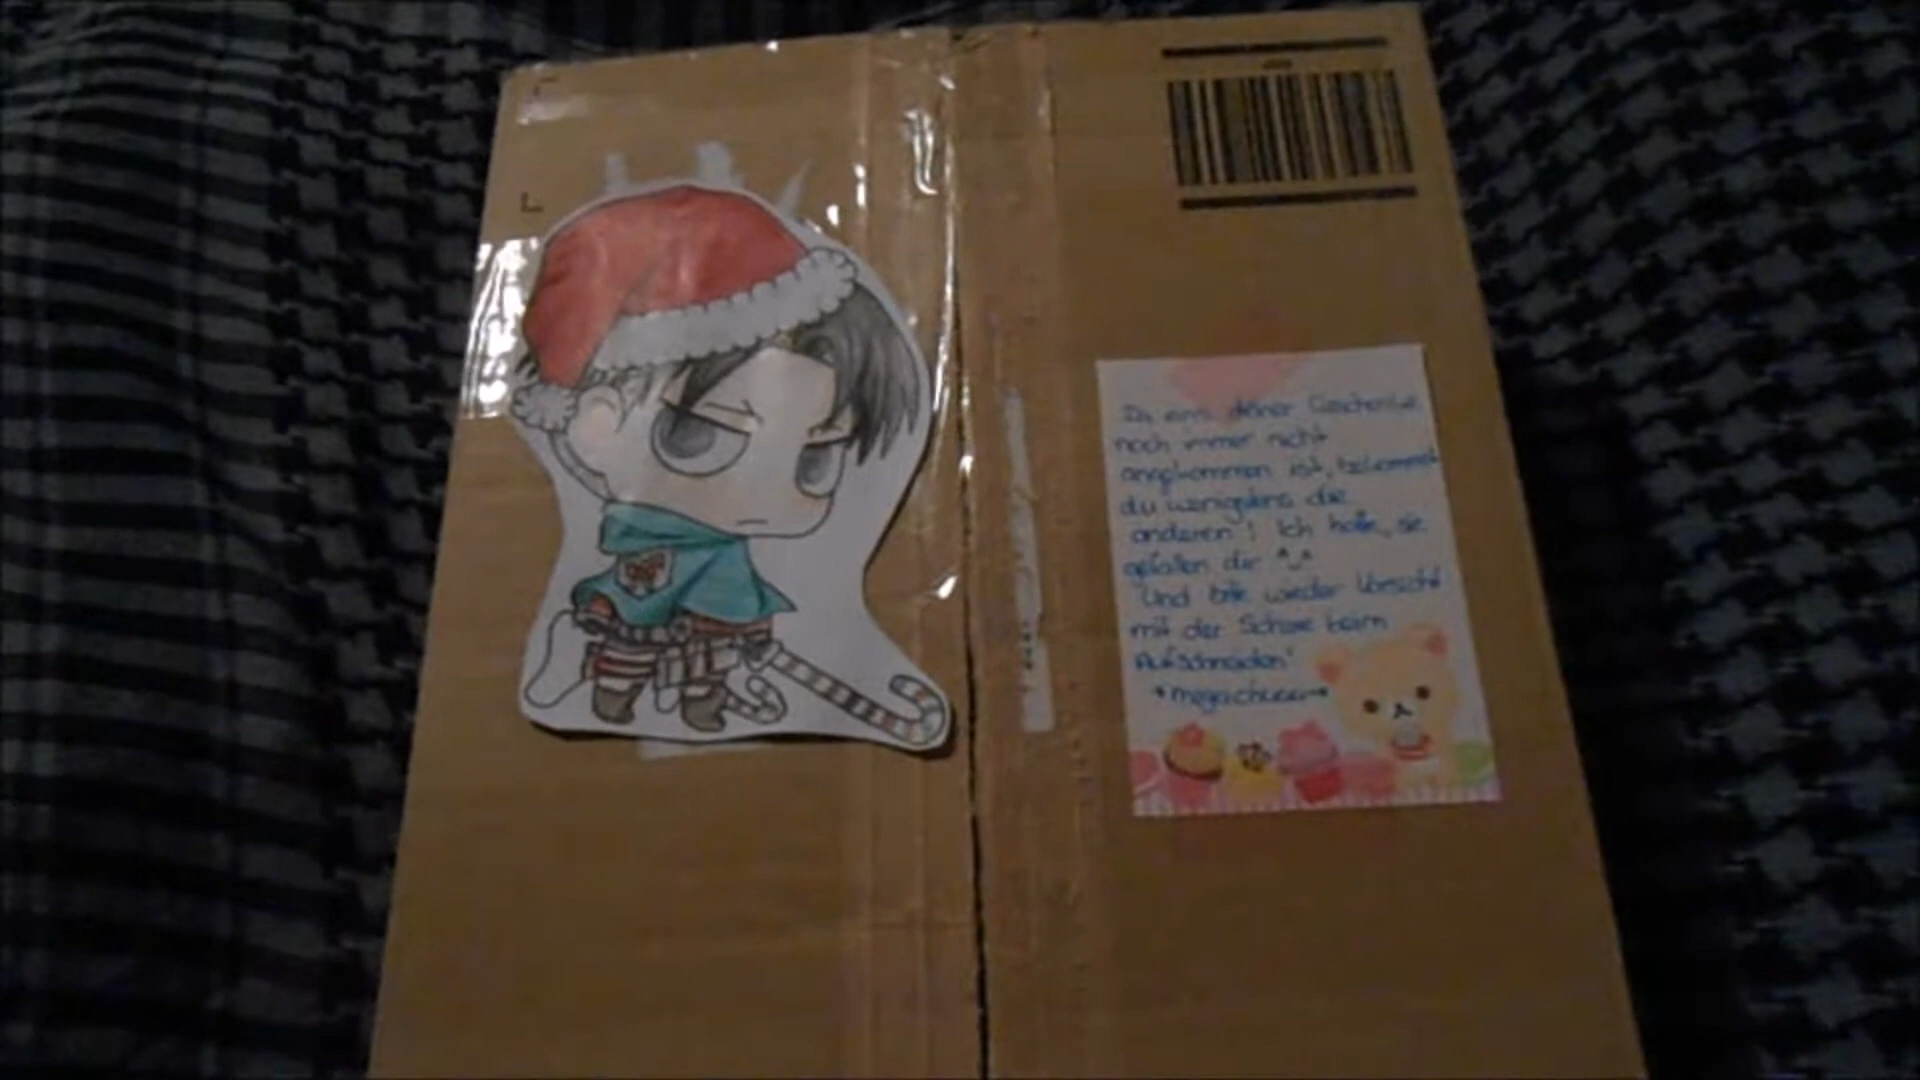 Da eins deiner Geschenke
noch immer nicht
angekommen ist, bekommst
du wenigstens die
anderen! Ich hoffe, sie
gefallen dir ^_^
Und bitte wieder Vorsicht
mit der Schere beim
Aufschneiden!